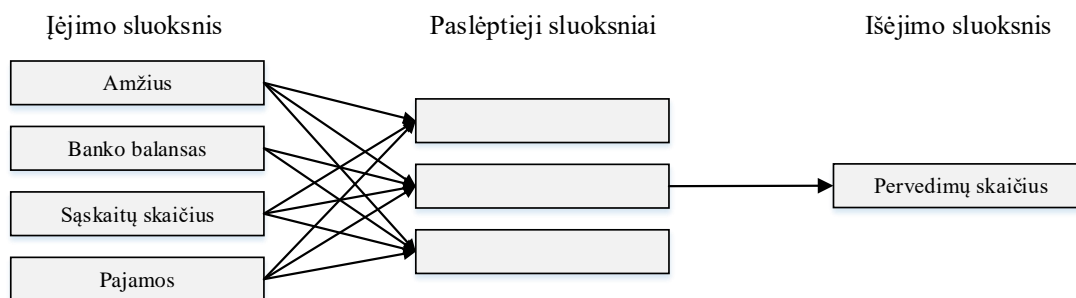 Įėjimo sluoksnis
Paslėptieji sluoksniai
Išėjimo sluoksnis
Amžius
Banko balansas
Sąskaitų skaičius
Pajamos
Pervedimų skaičius